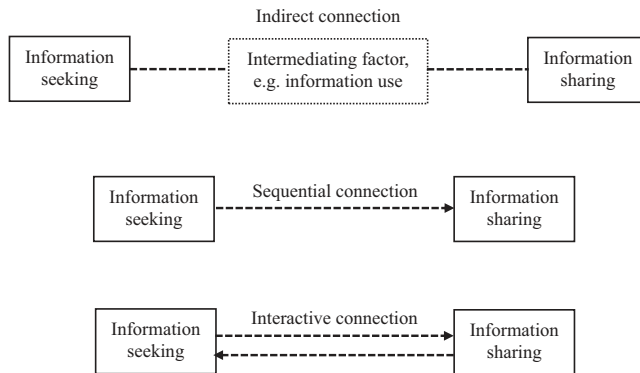 Indirect connection
Information
seeking
Intermediating factor,
e.g. information use
Information
sharing
Information
seeking
Sequential connection
Information
sharing
Information
seeking
Interactive connection
Information
sharing